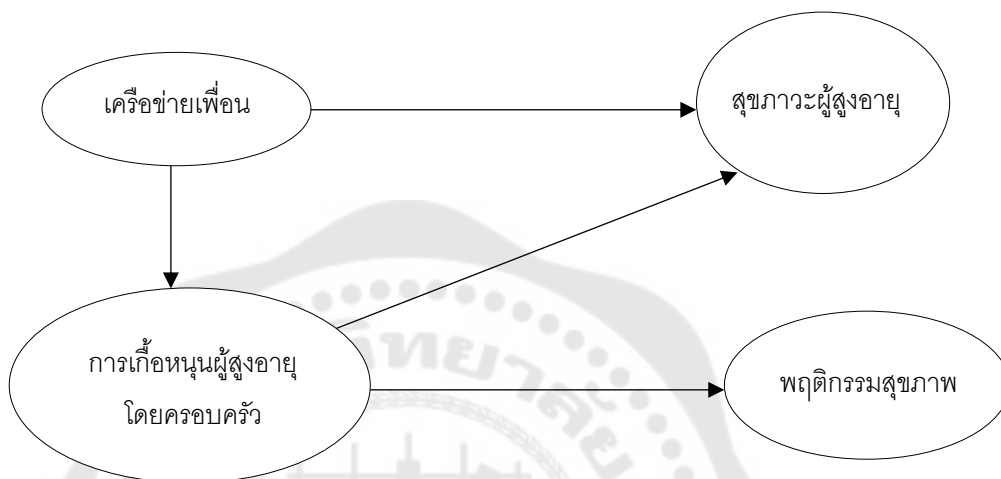 เครือข่ายเพื่อน
สุขภาวะผู้สูงอายุ
การเกื้อหนุนผู้สูงอายุ
โดยครอบครัว
พฤติกรรมสุขภาพ